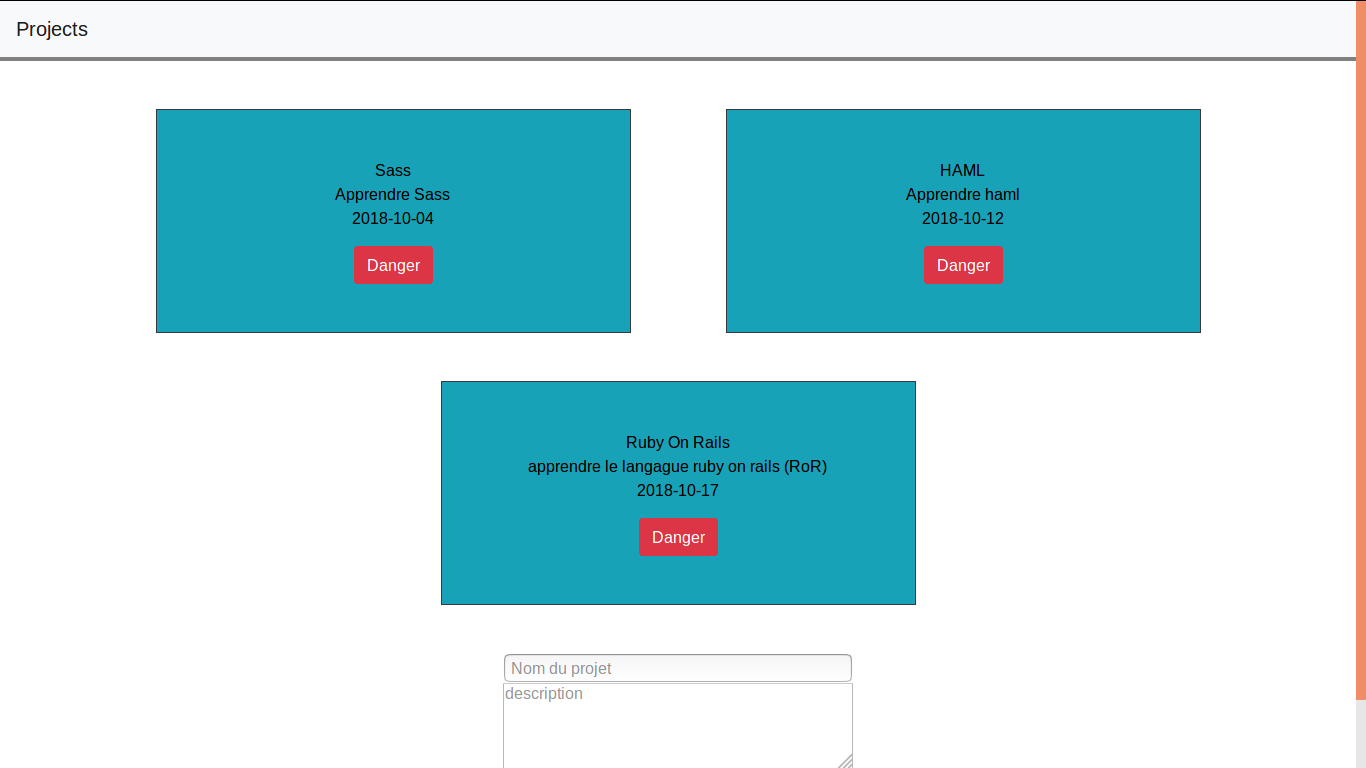 Projects
Sass
Apprendre Sass
2018-10-04
Danger
HAML
Apprendre haml
2018-10-12
Danger
Ruby On Rails
apprendre le langague ruby on rails (RoR)
2018-10-17
Danger
Nom du projet
description